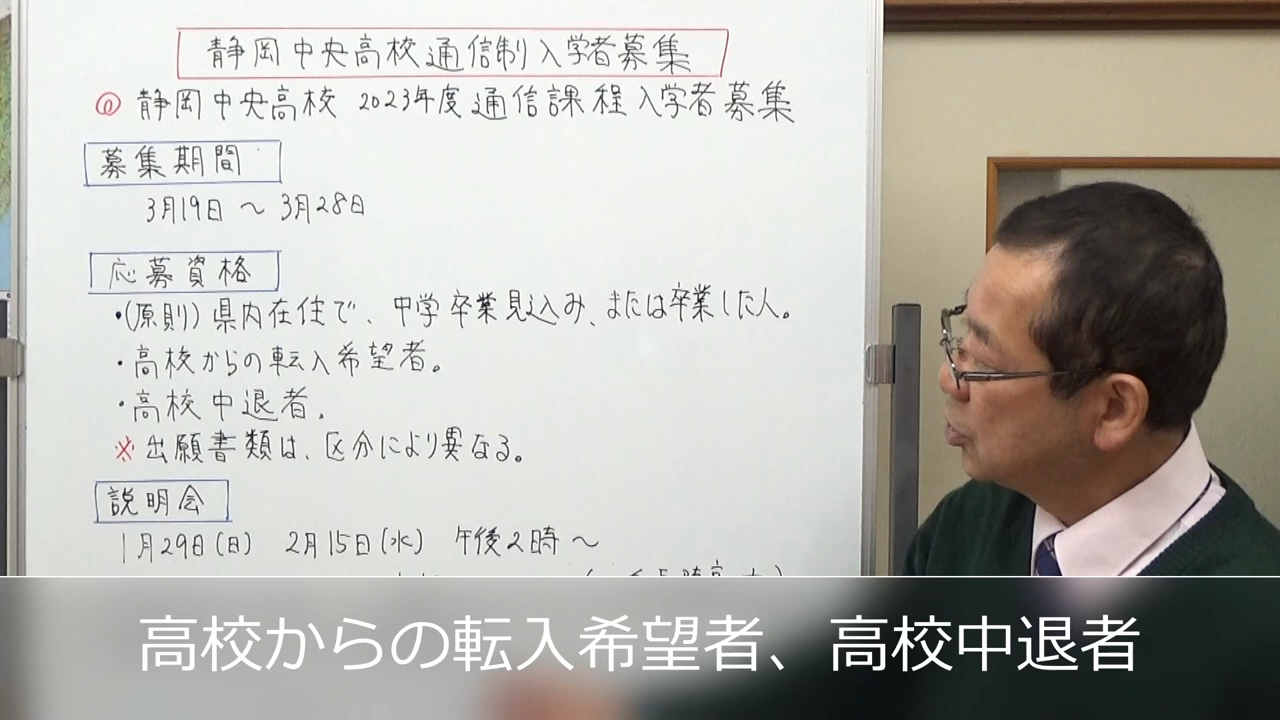 静岡中央高校通信制入学者募集
◎ 静岡中央高校 2023年度通信課程入学者募集
募集期間
3月19日 〜 3月28日
応募資格
・(原則)県内在住で、中学卒業見込み、または卒業した人。
・高校からの転入希望者。
・高校中退者.
※ 出願書類は、区分により異なる。
説明会
1月29日(日) 2月15日(水) 午後2時〜
高校からの転入希望者、高校中退者